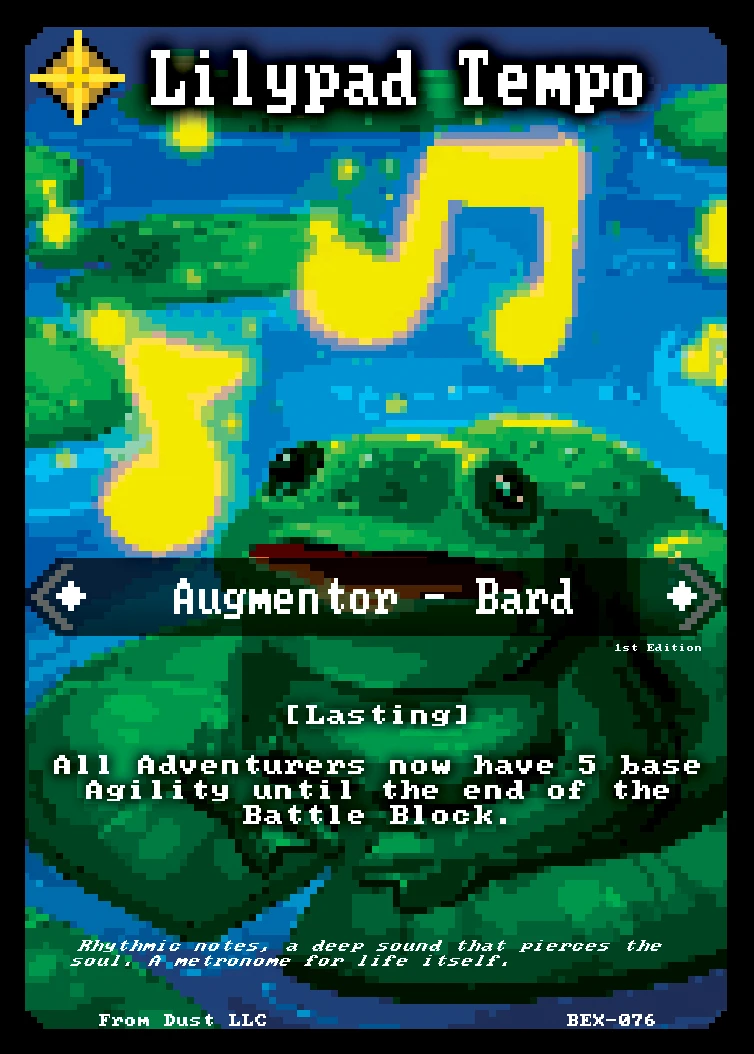 Lilypad Tempo
Augmentor - Bard
1st Edition
[Lasting]
All Adventurers now have 5 base
Agility until the end of the
Battle Block.
Rhythmic notes, a deep sound that pierces the
soul. A metronome for life itself.
From Dust LLC
BEX-076